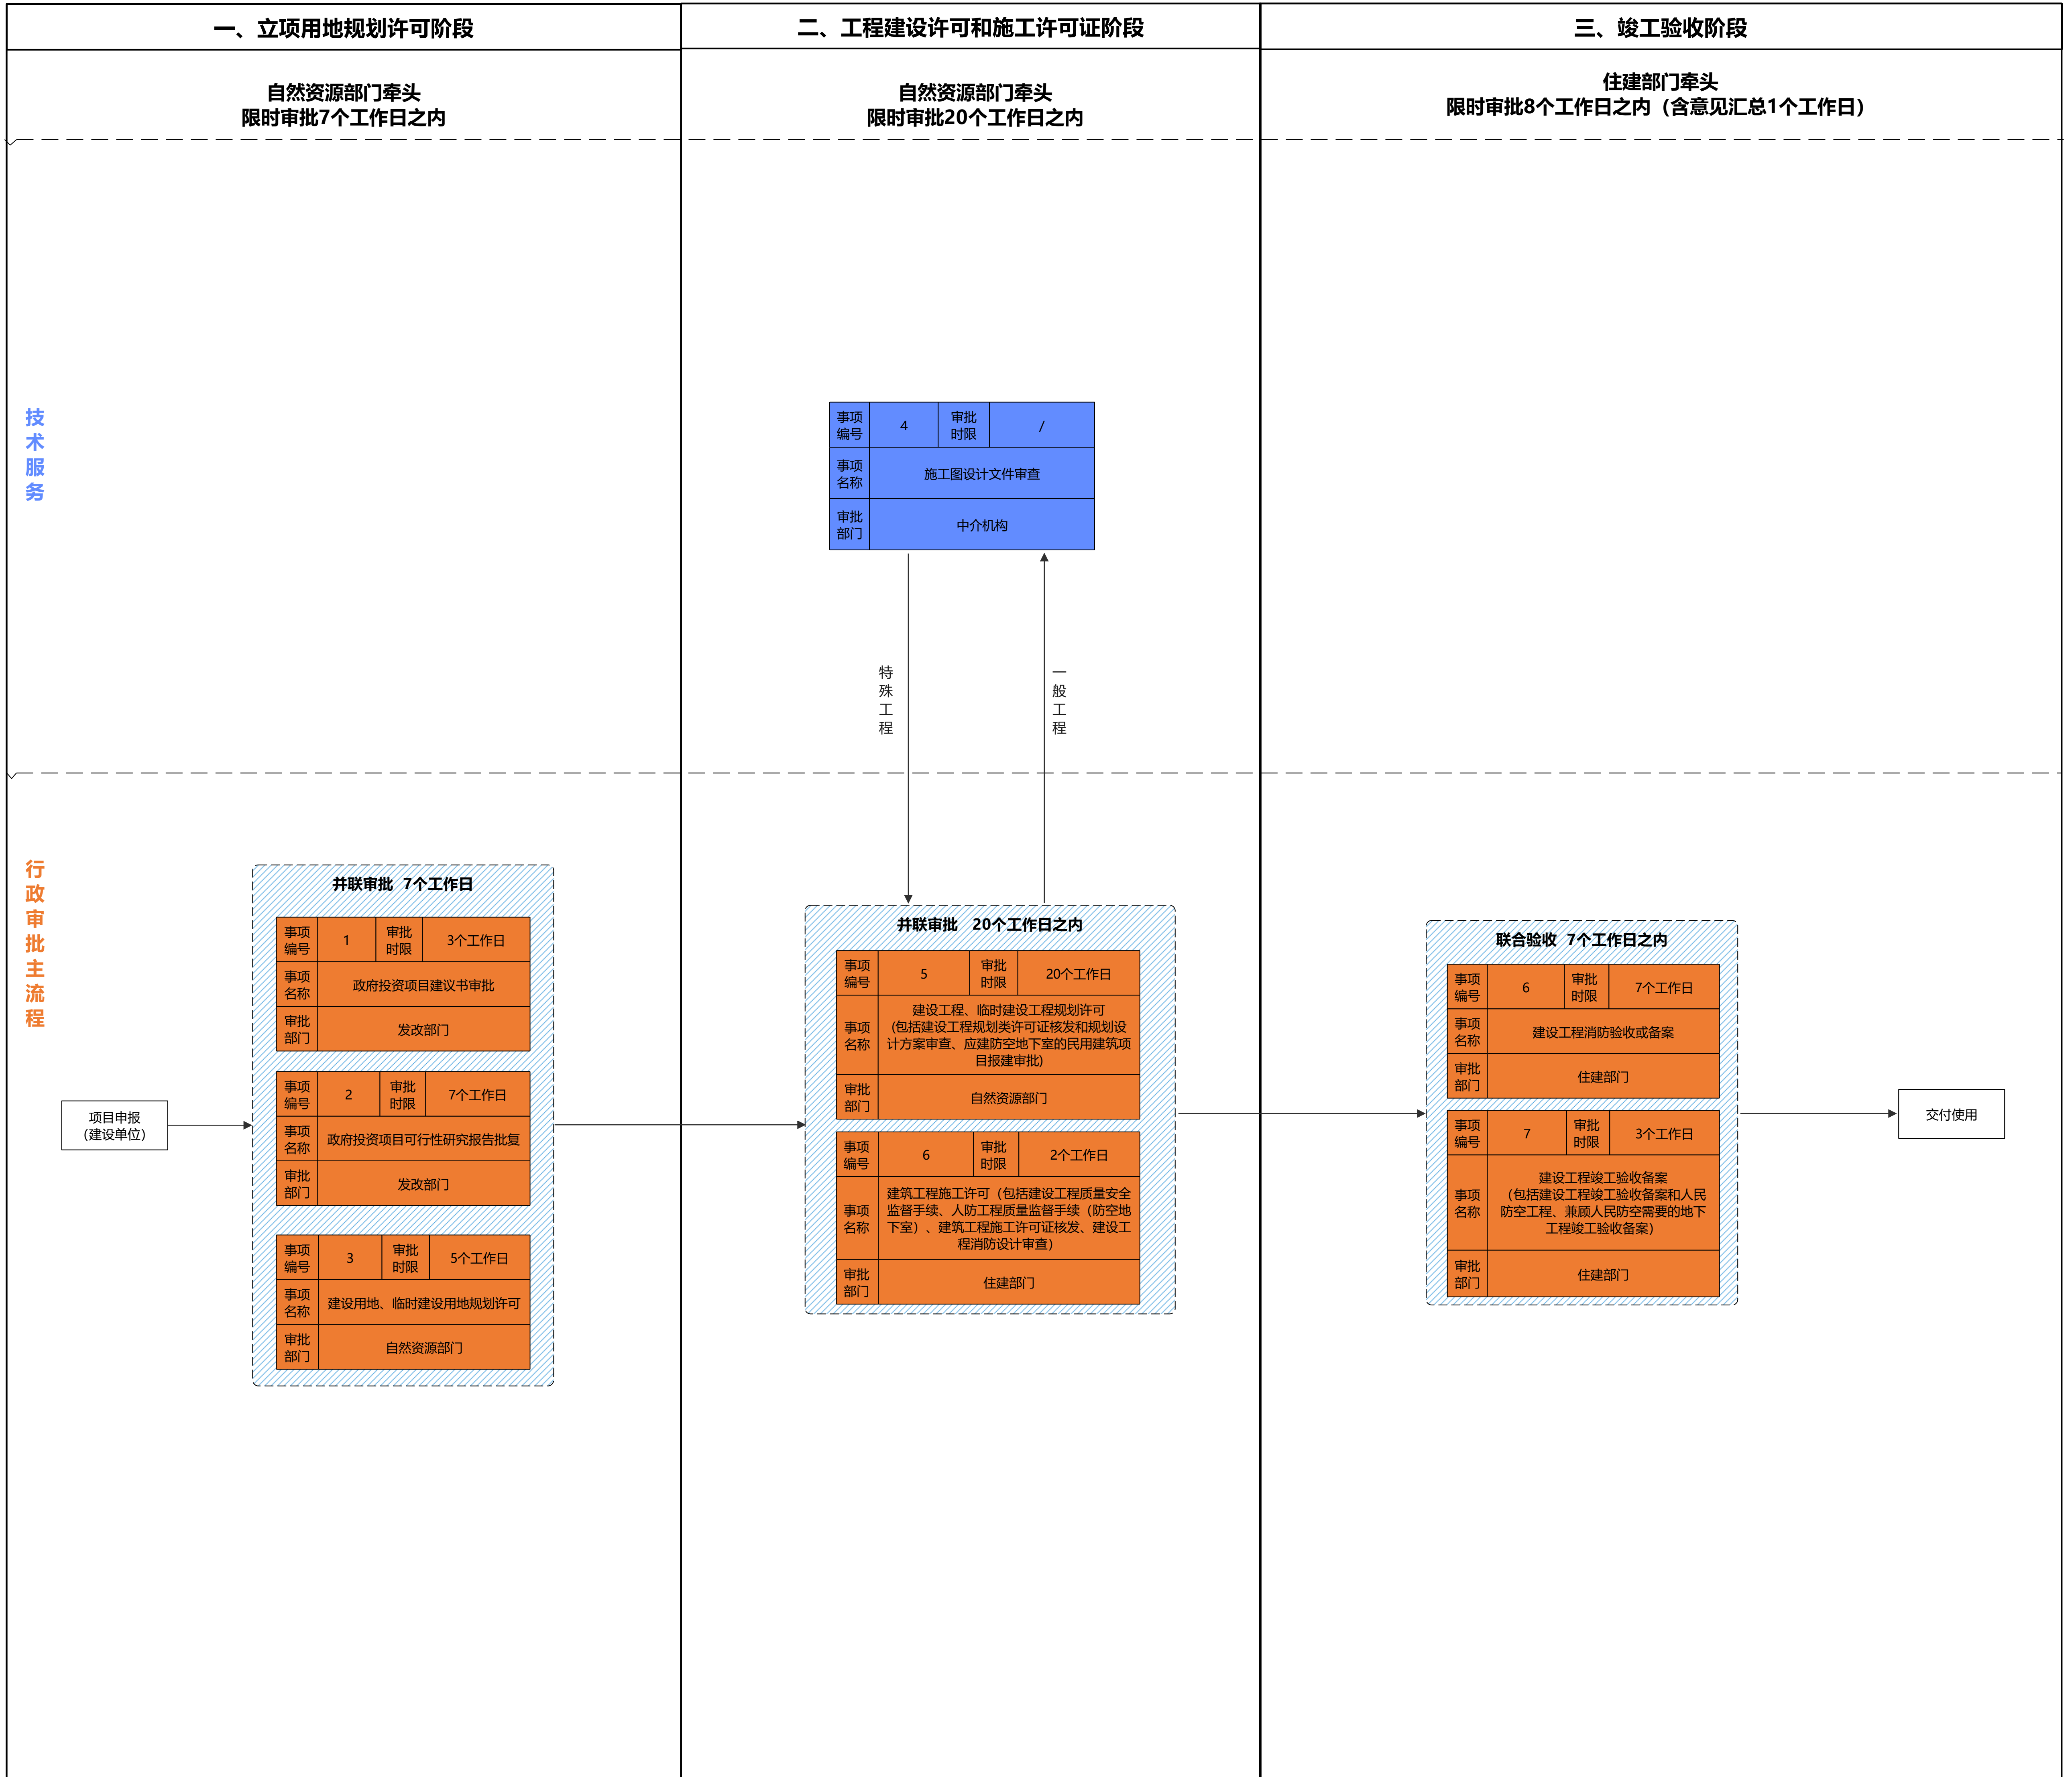 一、立项用地规划许可阶段
二、工程建设许可和施工许可证阶段
三、竣工验收阶段
自然资源部门牵头
限时审批7个工作日之内
自然资源部门牵头
限时审批20个工作日之内
住建部门牵头
限时审批8个工作日之内（含意见汇总1个工作日）
技
术
服
务
事项
编号
4
审批
时限
/
事项
名称
施工图设计文件审查
审批
部门
中介机构
特
殊
工
程
一
般
工
程
行
政
审
批
主
流
程
项目申报
(建设单位)
并联审批 7个工作日
事项
编号
1
审批
时限
3个工作日
事项
名称
政府投资项目建议书审批
审批
部门
发改部门
事项
编号
2
审批
时限
7个工作日
事项
名称
政府投资项目可行性研究报告批复
审批
部门
发改部门
事项
编号
3
审批
时限
5个工作日
事项
名称
建设用地、临时建设用地规划许可
审批
部门
自然资源部门
并联审批 20个工作日之内
事项
编号
5
审批
时限
20个工作日
事项
名称
建设工程、临时建设工程规划许可
(包括建设工程规划类许可证核发和规划设
计方案审查、应建防空地下室的民用建筑项
目报建审批)
审批
部门
自然资源部门
事项
编号
6
审批
时限
2个工作日
事项
名称
建筑工程施工许可（包括建设工程质量安全
监督手续、人防工程质量监督手续（防空地
下室）、建筑工程施工许可证核发、建设工
程消防设计审查）
审批
部门
住建部门
联合验收 7个工作日之内
事项
编号
6
审批
时限
7个工作日
事项
名称
建设工程消防验收或备案
审批
部门
住建部门
事项
编号
7
审批
时限
3个工作日
事项
名称
建设工程竣工验收备案
（包括建设工程竣工验收备案和人民
防空工程、兼顾人民防空需要的地下
工程竣工验收备案）
审批
部门
住建部门
交付使用